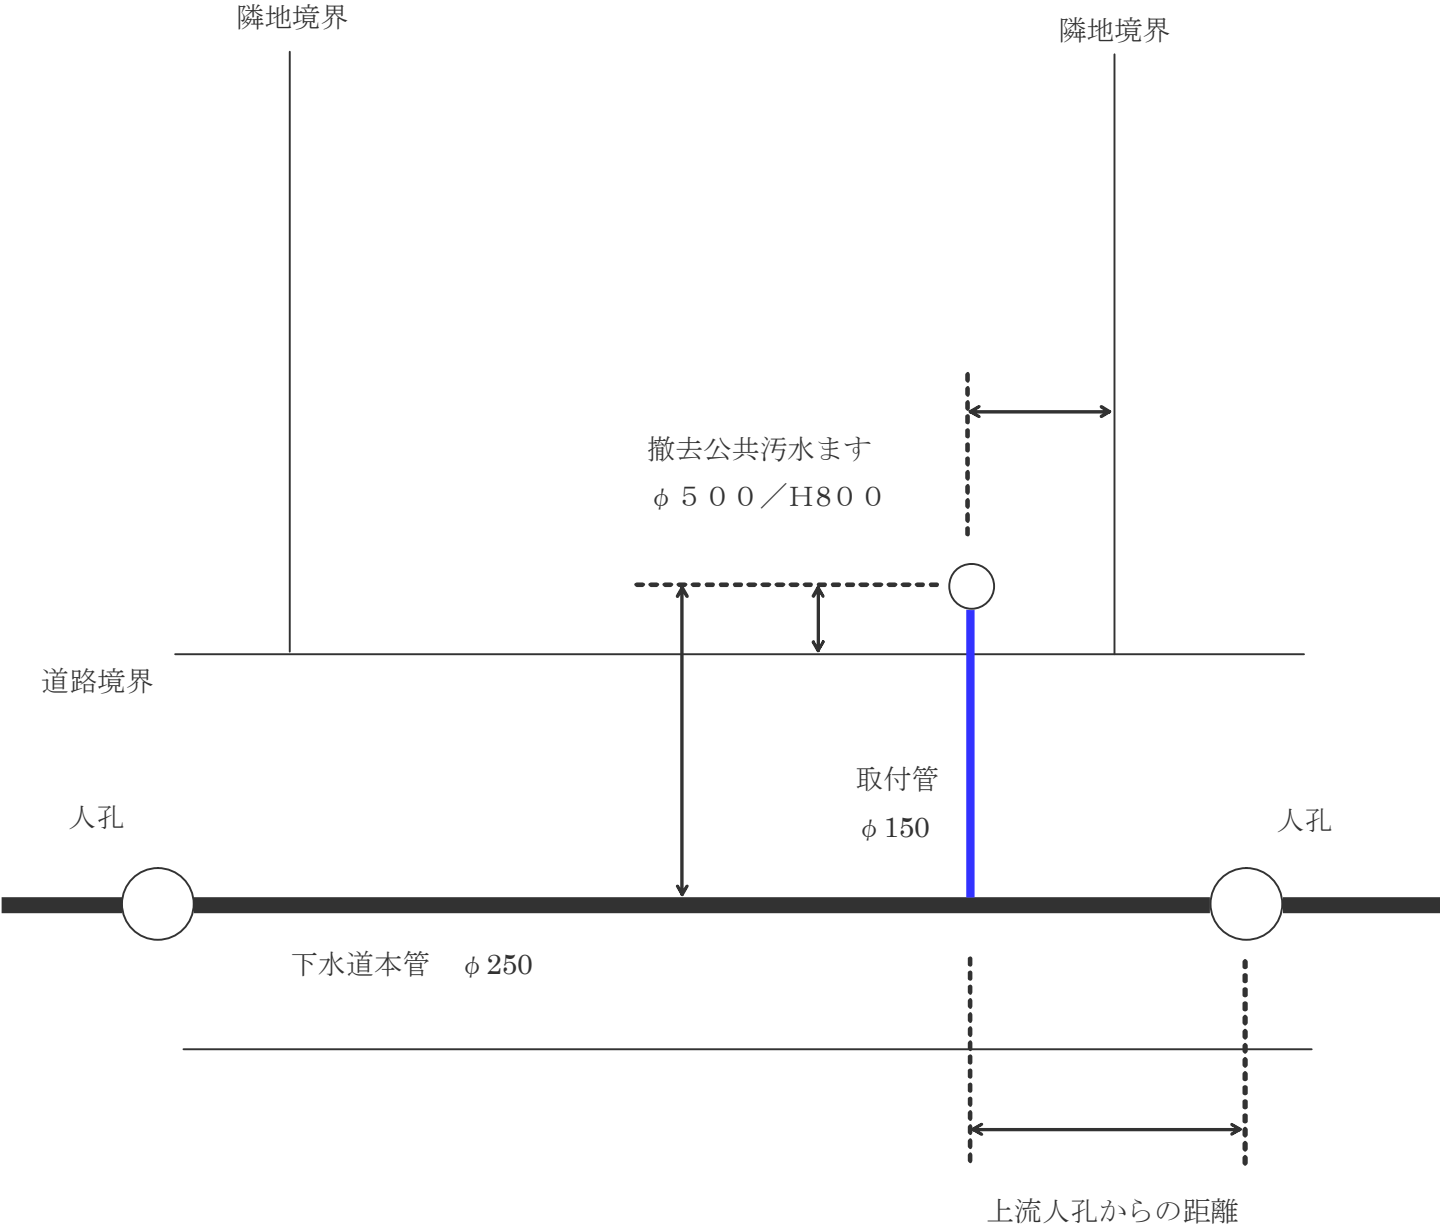 隣地境界
隣地境界
撤去公共汚水ます
φ５００／H8００
道路境界
取付管
φ150
人孔
人孔
下水道本管　φ250
上流人孔からの距離